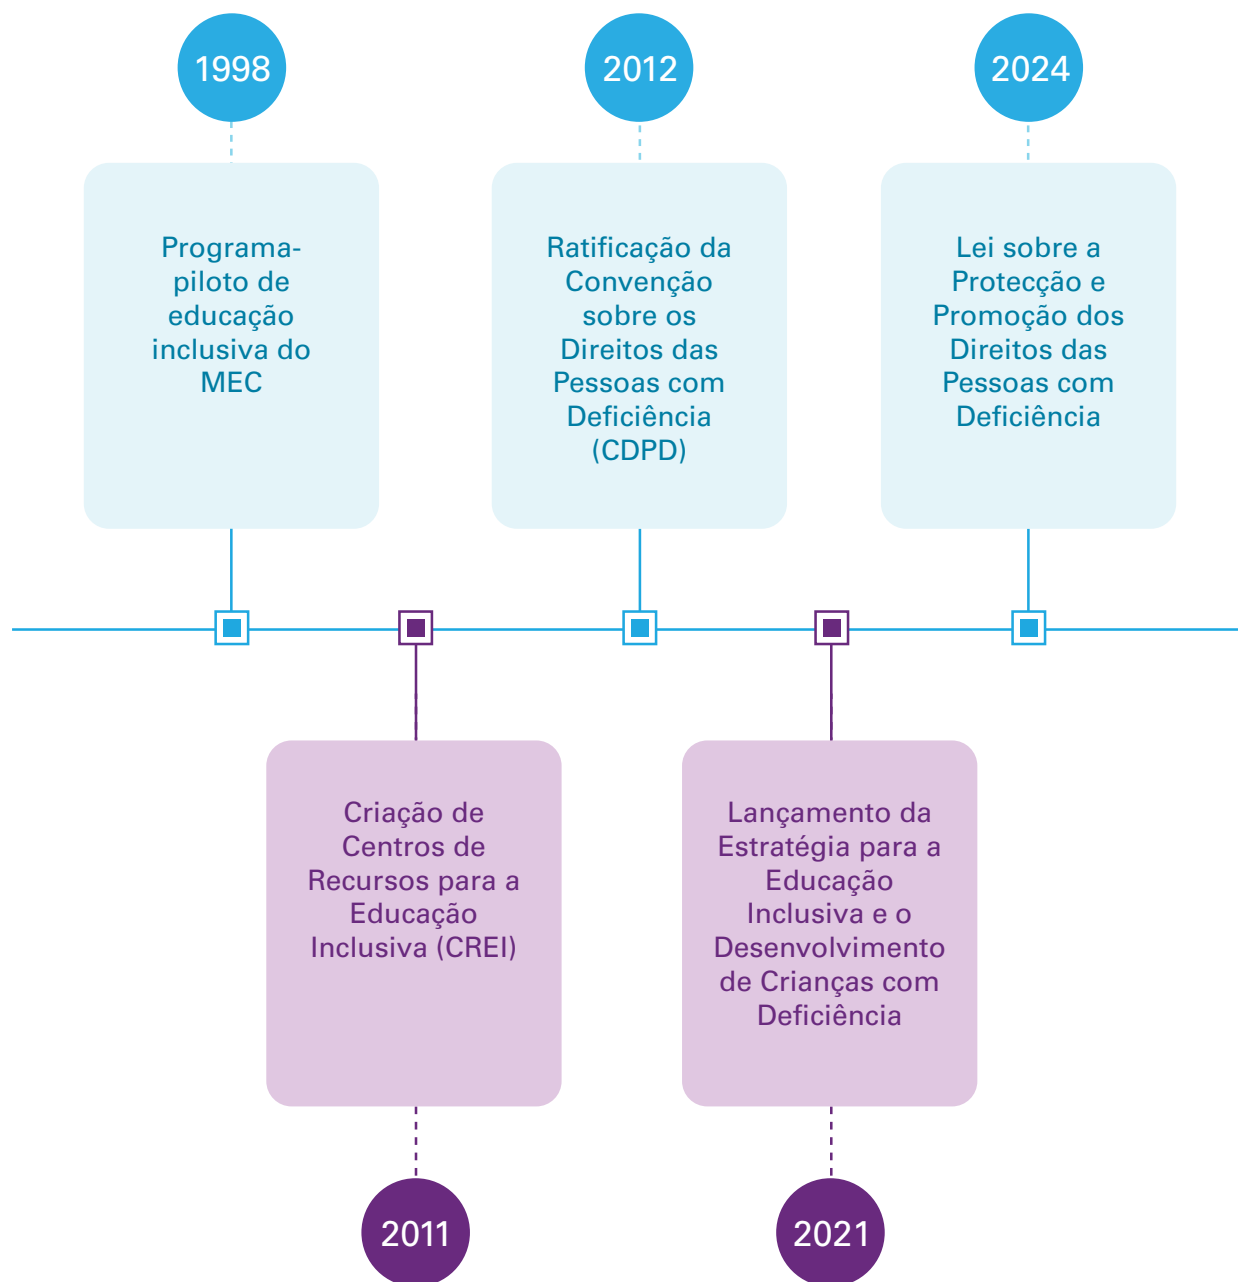 1998
Programa-
piloto de
educação
inclusiva do
MEC
2011
Criação de
Centros de
Recursos para a
Educação
Inclusiva (CREI)
2012
Ratificação da
Convenção
sobre os
Direitos das
Pessoas com
Deficiência
(CDPD)
2021
Lançamento da
Estratégia para a
Educação
Inclusiva e o
Desenvolvimento
de Crianças com
Deficiência
2024
Lei sobre a
Protecção e
Promoção dos
Direitos das
Pessoas com
Deficiência